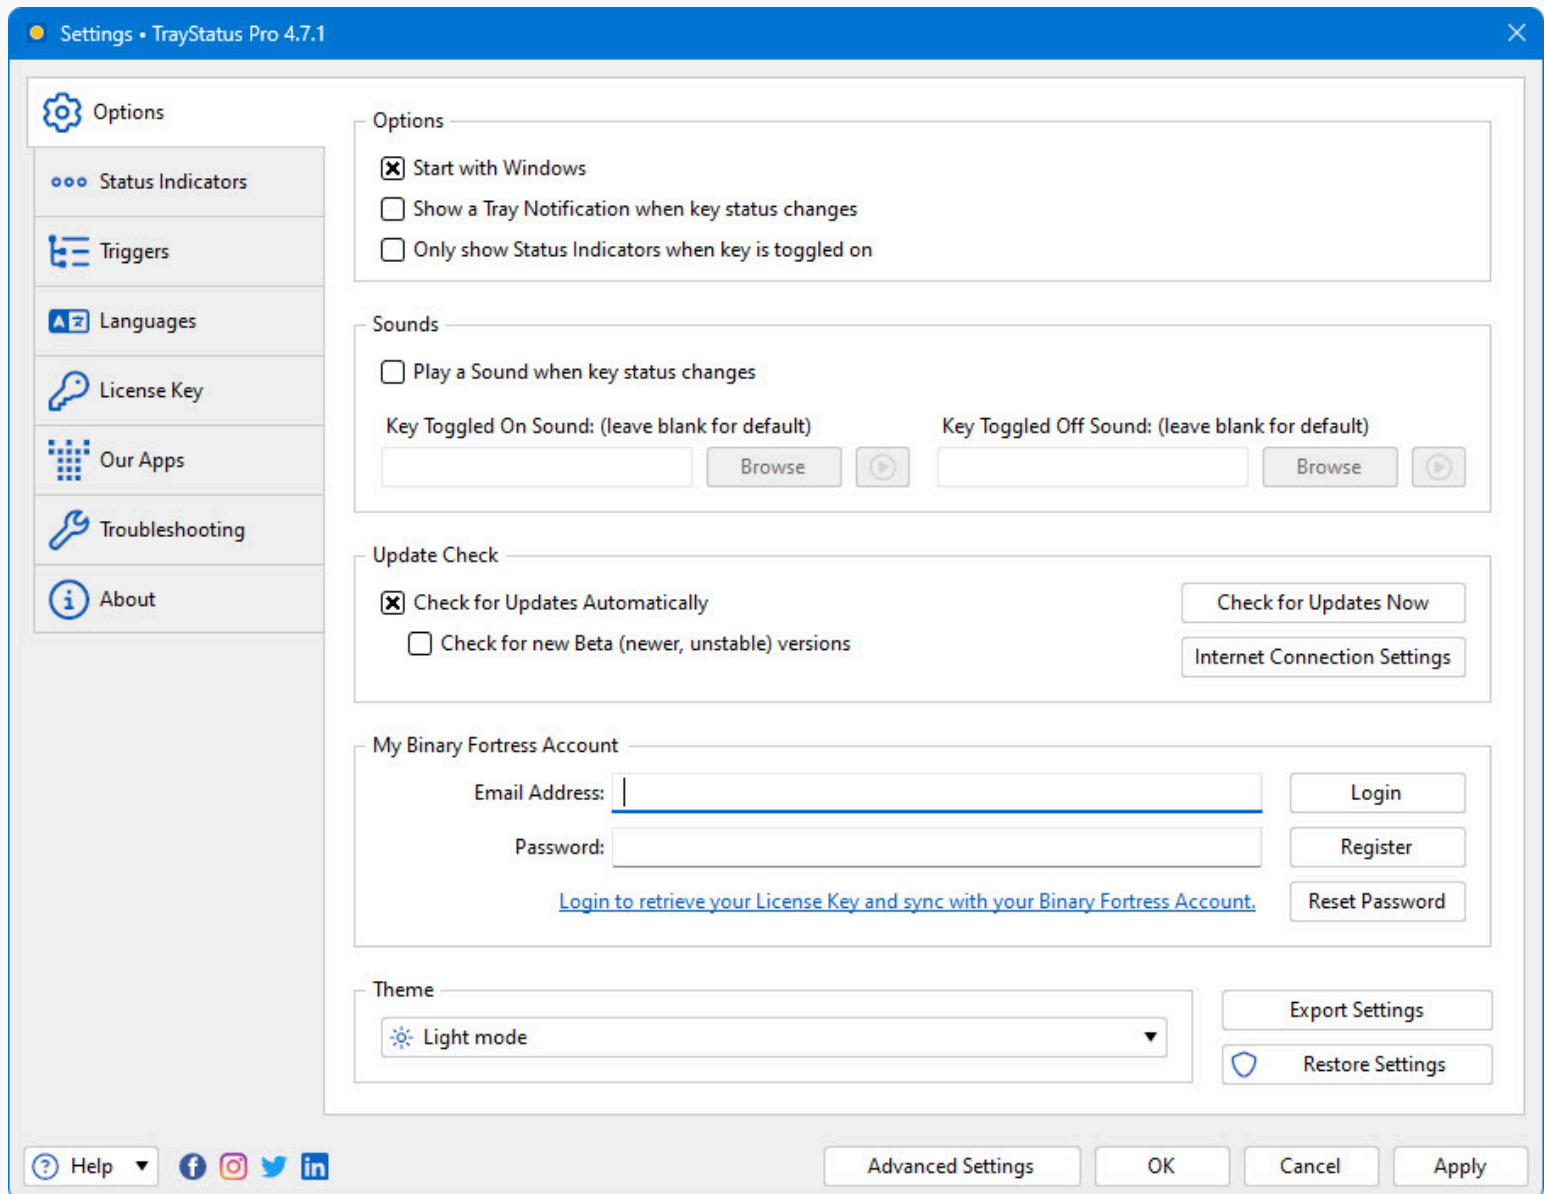 Settings • TrayStatus Pro 4.7.1
Options
Status Indicators
Triggers
Languages
License Key
Our Apps
Troubleshooting
About
Options
Start with Windows
Show a Tray Notification when key status changes
Only show Status Indicators when key is toggled on
Sounds
Play a Sound when key status changes
Key Toggled On Sound: (leave blank for default)
Key Toggled Off Sound: (leave blank for default)
Browse
Browse
Update Check
Check for Updates Automatically
Check for Updates Now
Check for new Beta (newer, unstable) versions
Internet Connection Settings
My Binary Fortress Account
Email Address:
Login
Password:
Register
Login to retrieve your License Key and sync with your Binary Fortress Account.
Reset Password
Theme
Light mode
Export Settings
Restore Settings
Help
Advanced Settings
OK
Cancel
Apply